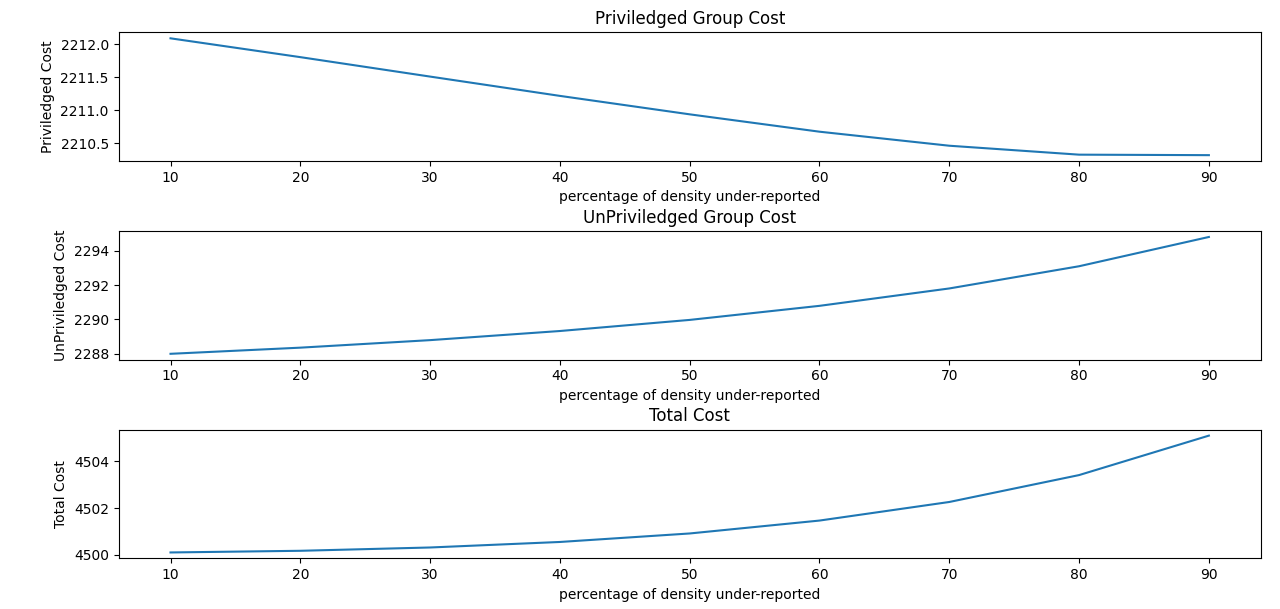 Priviledged Group Cost
Priviledged Cost
2212.0
2211.5
2211.0
2210.5
10 20 30 40 50 60 70 80 90
percentage of density under-reported
UnPriviledged Group Cost
UnPriviledged Cost
2294
2292
2290
2288
10 20 30 40 50 60 70 80 90
percentage of density under-reported
Total Cost
Total Cost
4504
4502
4500
10 20 30 40 50 60 70 80 90
percentage of density under-reported